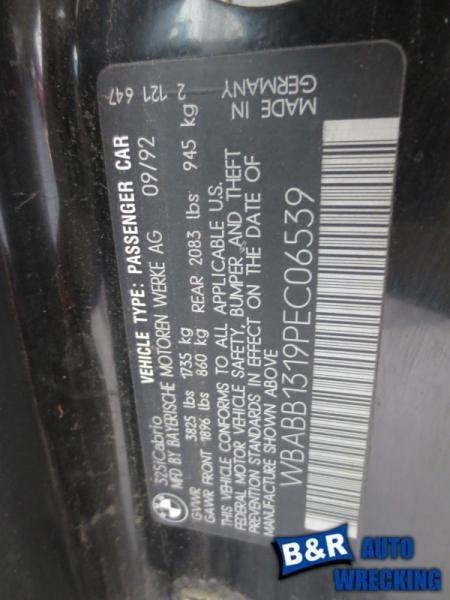 325iCabrio VEHICLE TYPE: PASSENGER CAR
MFD BY BAYERISCHE MOTOREN WERKE AG 09/92 2 121 647
GVWR 3825 lbs 1735 kg
GAWR FRONT 1896 lbs 860 kg REAR 2083 lbs 945 kg
THIS VEHICLE CONFORMS TO ALL APPLICABLE U.S.
FEDERAL MOTOR VEHICLE SAFETY, BUMPER AND THEFT
PREVENTION STANDARDS IN EFFECT ON THE DATE OF
MANUFACTURE SHOWN ABOVE
MADE IN
GERMANY
WBABB1319PEC06539
B&R AUTO
WRECKING